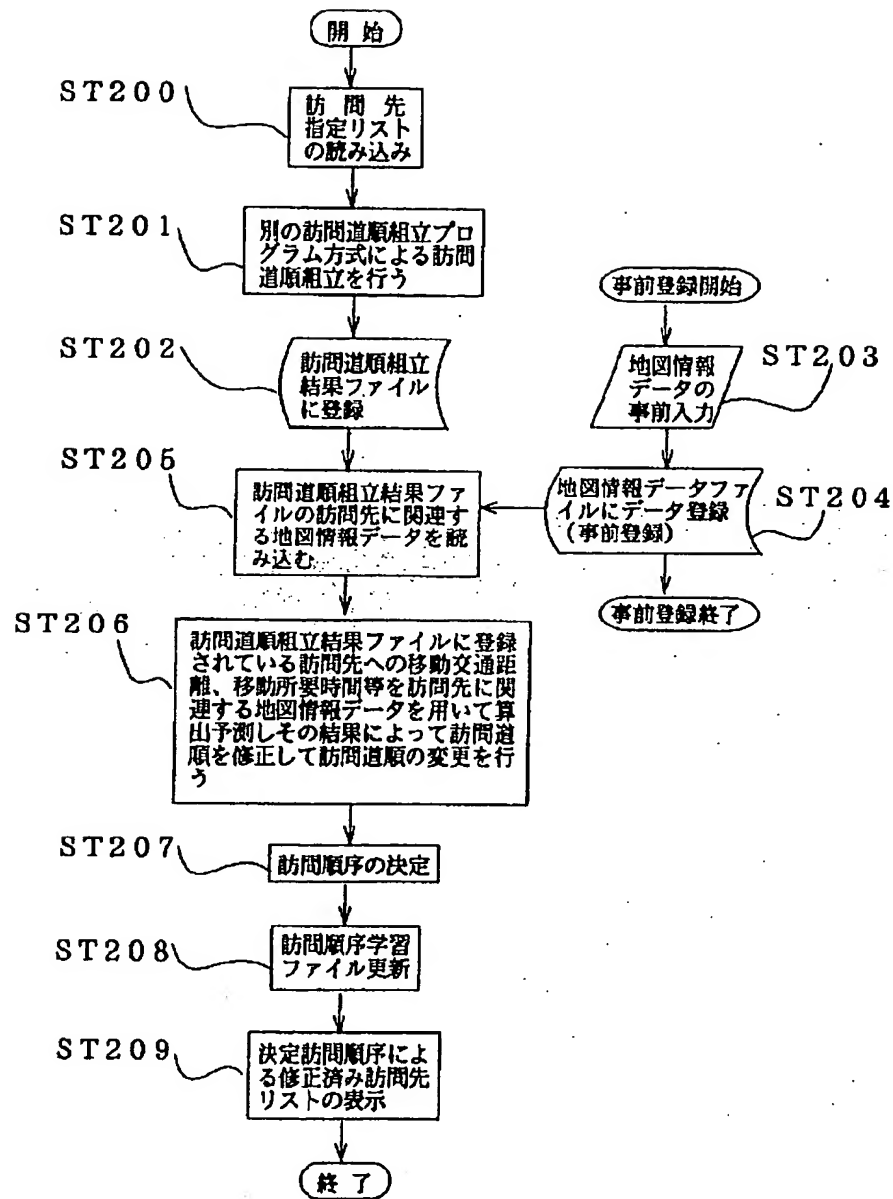 開 始
ST200
訪 問 先
指定リスト
の読み込み
ST201
別の訪問道順組立プロ
グラム方式による訪問
道順組立を行う
ST202
訪問道順組立
結果ファイル
に登録
事前登録開始
ST203
地図情報
データの
事前入力
ST204
地図情報データファ
イルにデータ登録
(事前登録)
事前登録終了
ST205
訪問道順組立結果ファ
イルの訪問先に関連す
る地図情報データを読
み込む
ST206
訪問道順組立結果ファイルに登録
されている訪問先への移動交通距
離、移動所要時間等を訪問先に関
連する地図情報データを用いて算
出予測しその結果によって訪問道
順を修正して訪問道順の変更を行
う
ST207
訪問順序の決定
ST208
訪問順序学習
ファイル更新
ST209
決定訪問順序によ
る修正済み訪問先
リストの表示
終 了